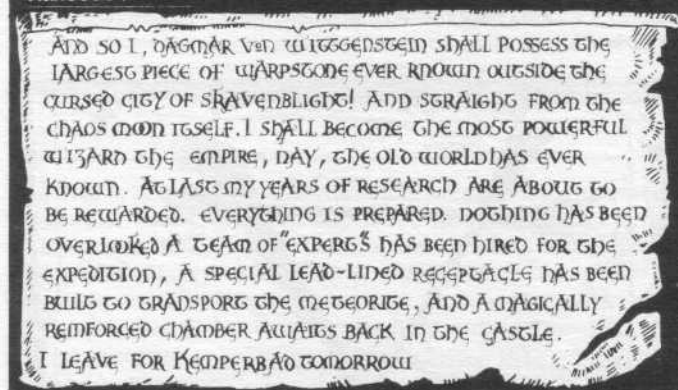 AND SO I, DAGMAR VON WITTGENSTEIN SHALL POSSESS THE
LARGEST PIECE OF WARPSTONE EVER KNOWN OUTSIDE THE
CURSED CITY OF SKAVENBLIGHT! AND STRAIGHT FROM THE
CHAOS MOON ITSELF. I SHALL BECOME THE MOST POWERFUL
WIZARD THE EMPIRE, NAY, THE OLD WORLD HAS EVER
KNOWN. AT LAST MY YEARS OF RESEARCH ARE ABOUT TO
BE REWARDED. EVERYTHING IS PREPARED. NOTHING HAS BEEN
OVERLOOKED A TEAM OF "EXPERTS" HAS BEEN HIRED FOR THE
EXPEDITION, A SPECIAL LEAD-LINED RECEPTACLE HAS BEEN
BUILT TO TRANSPORT THE METEORITE, AND A MAGICALLY
REINFORCED CHAMBER AWAITS BACK IN THE CASTLE.
I LEAVE FOR KEMPERBAD TOMORROW